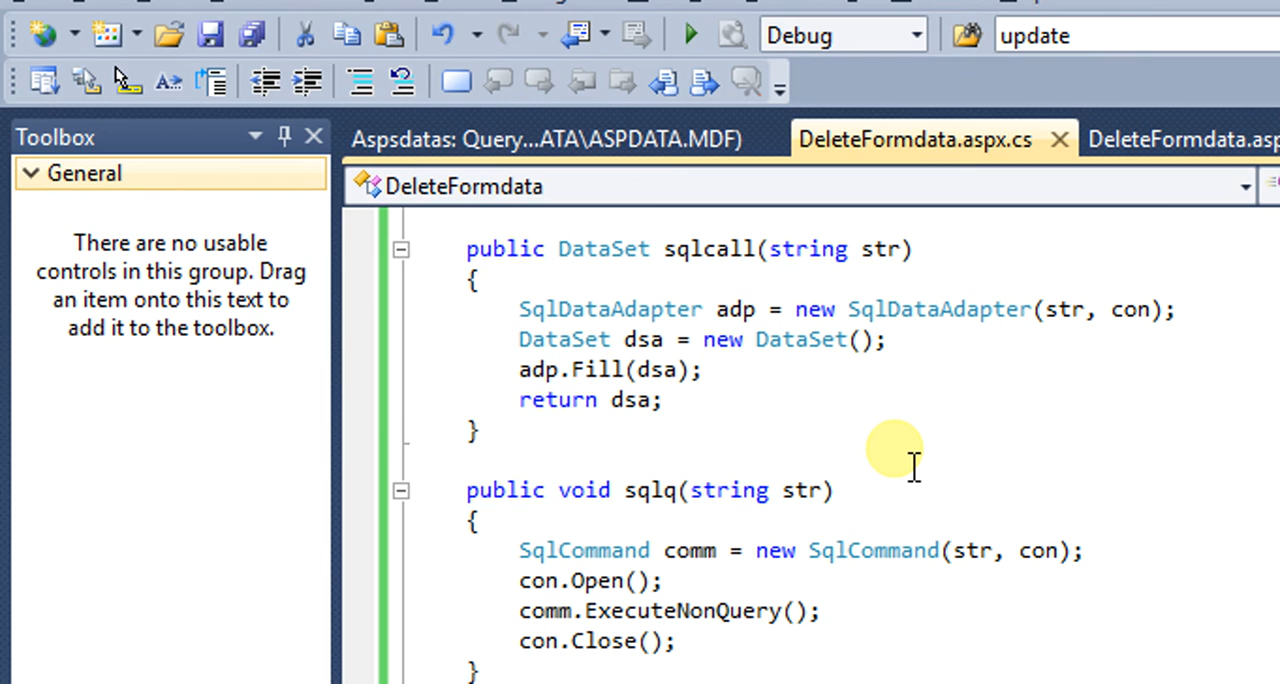 Debug
update
Toolbox
Aspsdatas: Query...ATA\ASPDATA.MDF)
DeleteFormdata.aspx.cs
DeleteFormdata.asp
General
DeleteFormdata
There are no usable
controls in this group. Drag
an item onto this text to
add it to the toolbox.
public DataSet sqlcall(string str)
{
SqlDataAdapter adp = new SqlDataAdapter(str, con);
DataSet dsa = new DataSet();
adp.Fill(dsa);
return dsa;
}
public void sqlq(string str)
{
SqlCommand comm = new SqlCommand(str, con);
con.Open();
comm.ExecuteNonQuery();
con.Close();
}